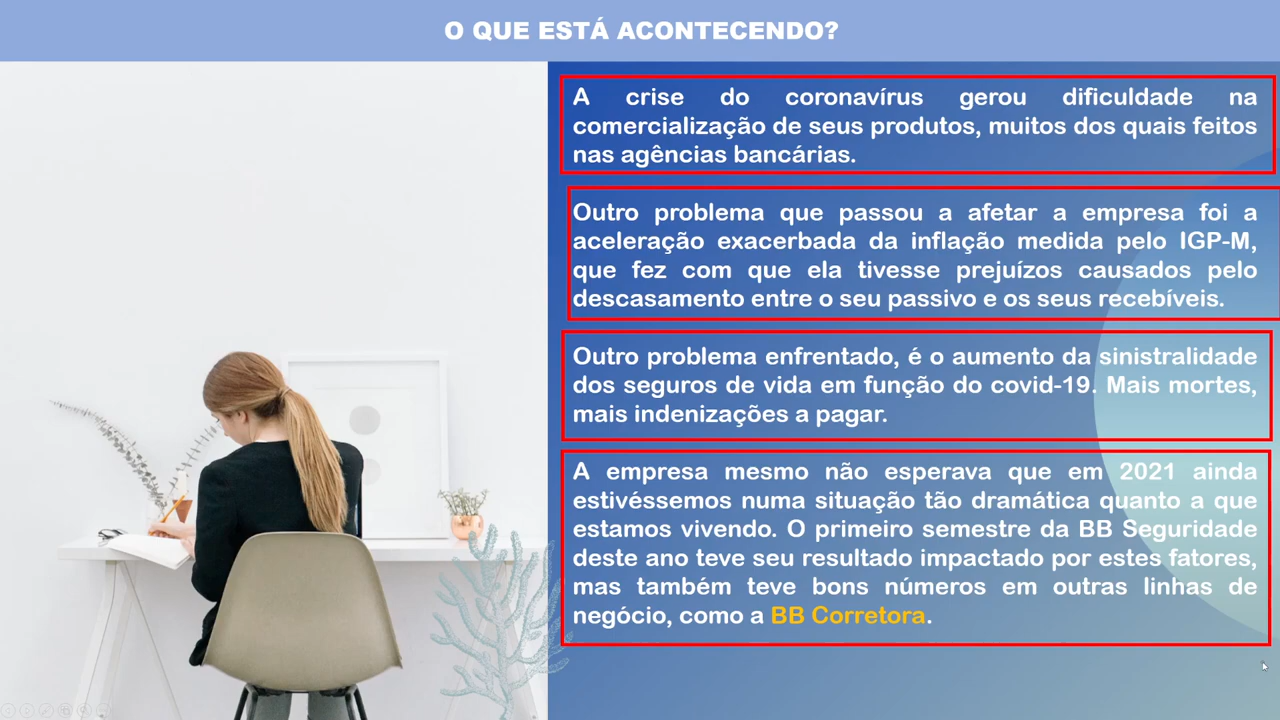 O QUE ESTÁ ACONTECENDO?
A crise do coronavírus gerou dificuldade na
comercialização de seus produtos, muitos dos quais feitos
nas agências bancárias.
Outro problema que passou a afetar a empresa foi a
aceleração exacerbada da inflação medida pelo IGP-M,
que fez com que ela tivesse prejuízos causados pelo
descasamento entre o seu passivo e os seus recebíveis.
Outro problema enfrentado, é o aumento da sinistralidade
dos seguros de vida em função do covid-19. Mais mortes,
mais indenizações a pagar.
A empresa mesmo não esperava que em 2021 ainda
estivéssemos numa situação tão dramática quanto a que
estamos vivendo. O primeiro semestre da BB Seguridade
deste ano teve seu resultado impactado por estes fatores,
mas também teve bons números em outras linhas de
negócio, como a BB Corretora.